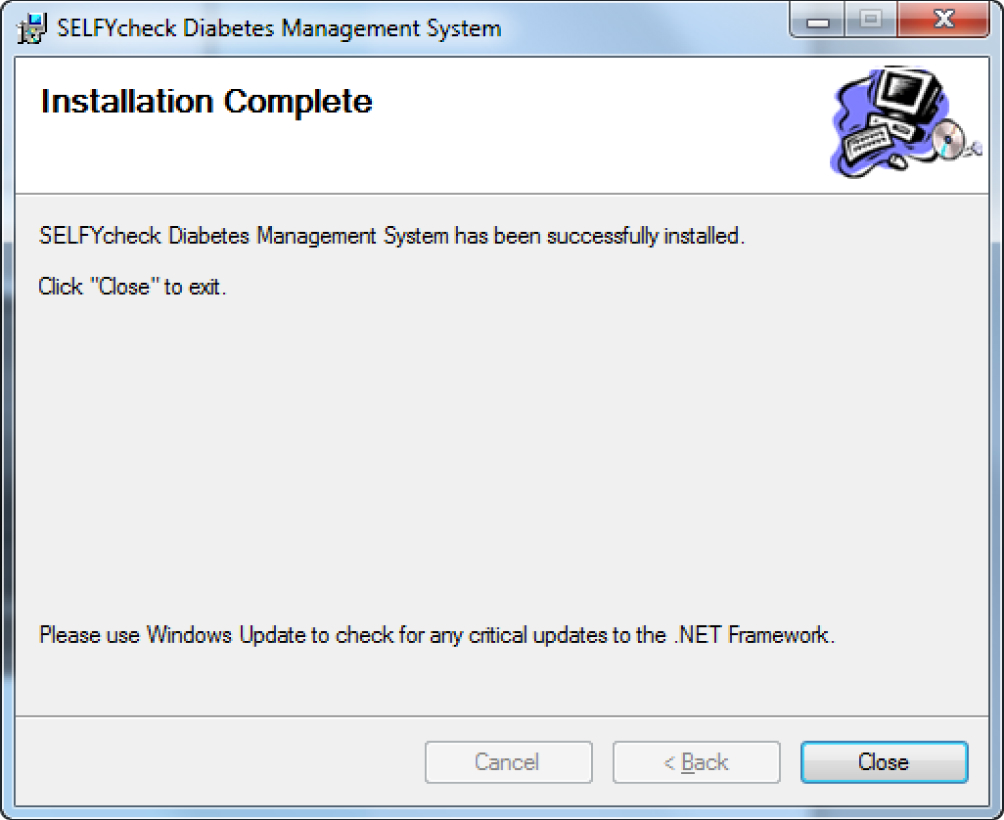 SELFYcheck Diabetes Management System
Installation Complete
SELFYcheck Diabetes Management System has been successfully installed.
Click "Close" to exit.
Please use Windows Update to check for any critical updates to the .NET Framework.
Cancel
< Back
Close